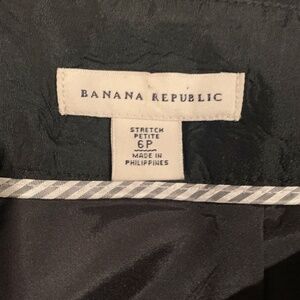 BANANA REPUBLIC
STRETCH
PETITE
6P
MADE IN
PHILIPPINES